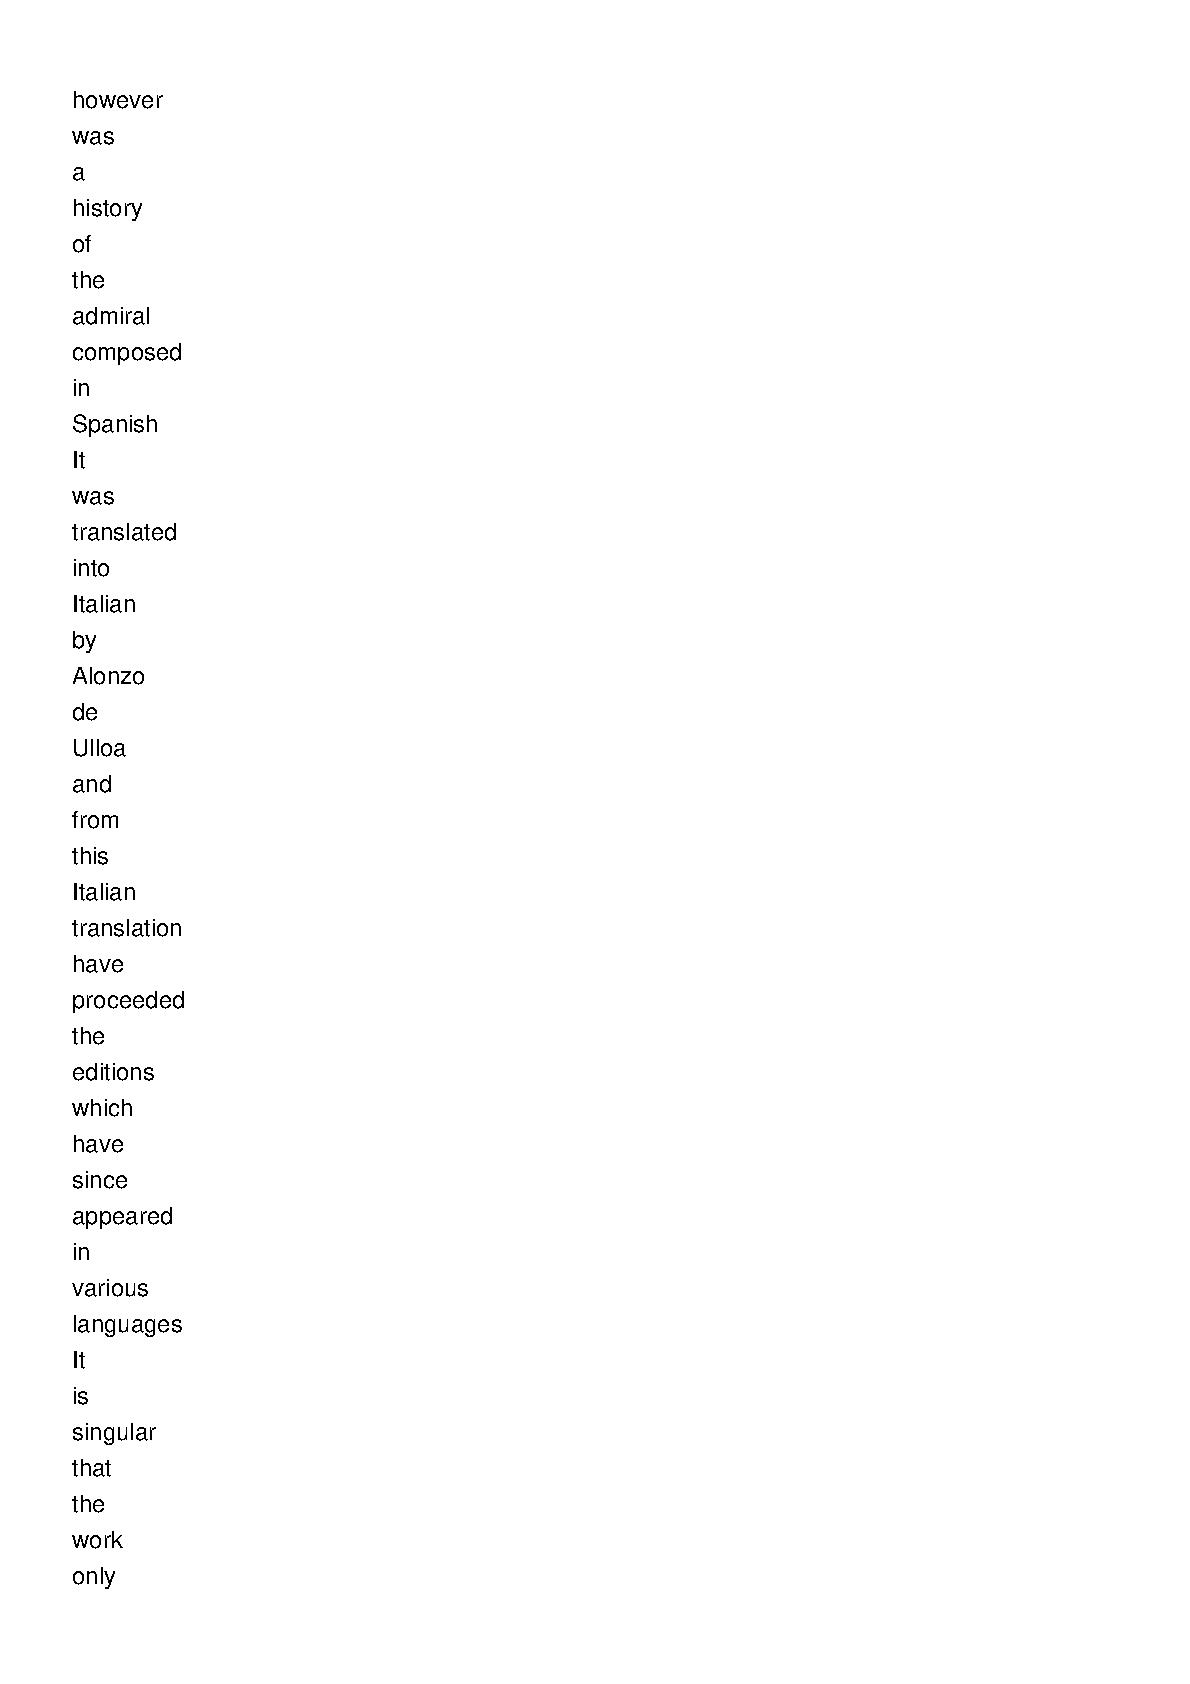 however
was
a
history
of
the
admiral
composed
in
Spanish
It
was
translated
into
Italian
by
Alonzo
de
Ulloa
and
from
this
Italian
translation
have
proceeded
the
editions
which
have
since
appeared
in
various
languages
It
is
singular
that
the
work
only